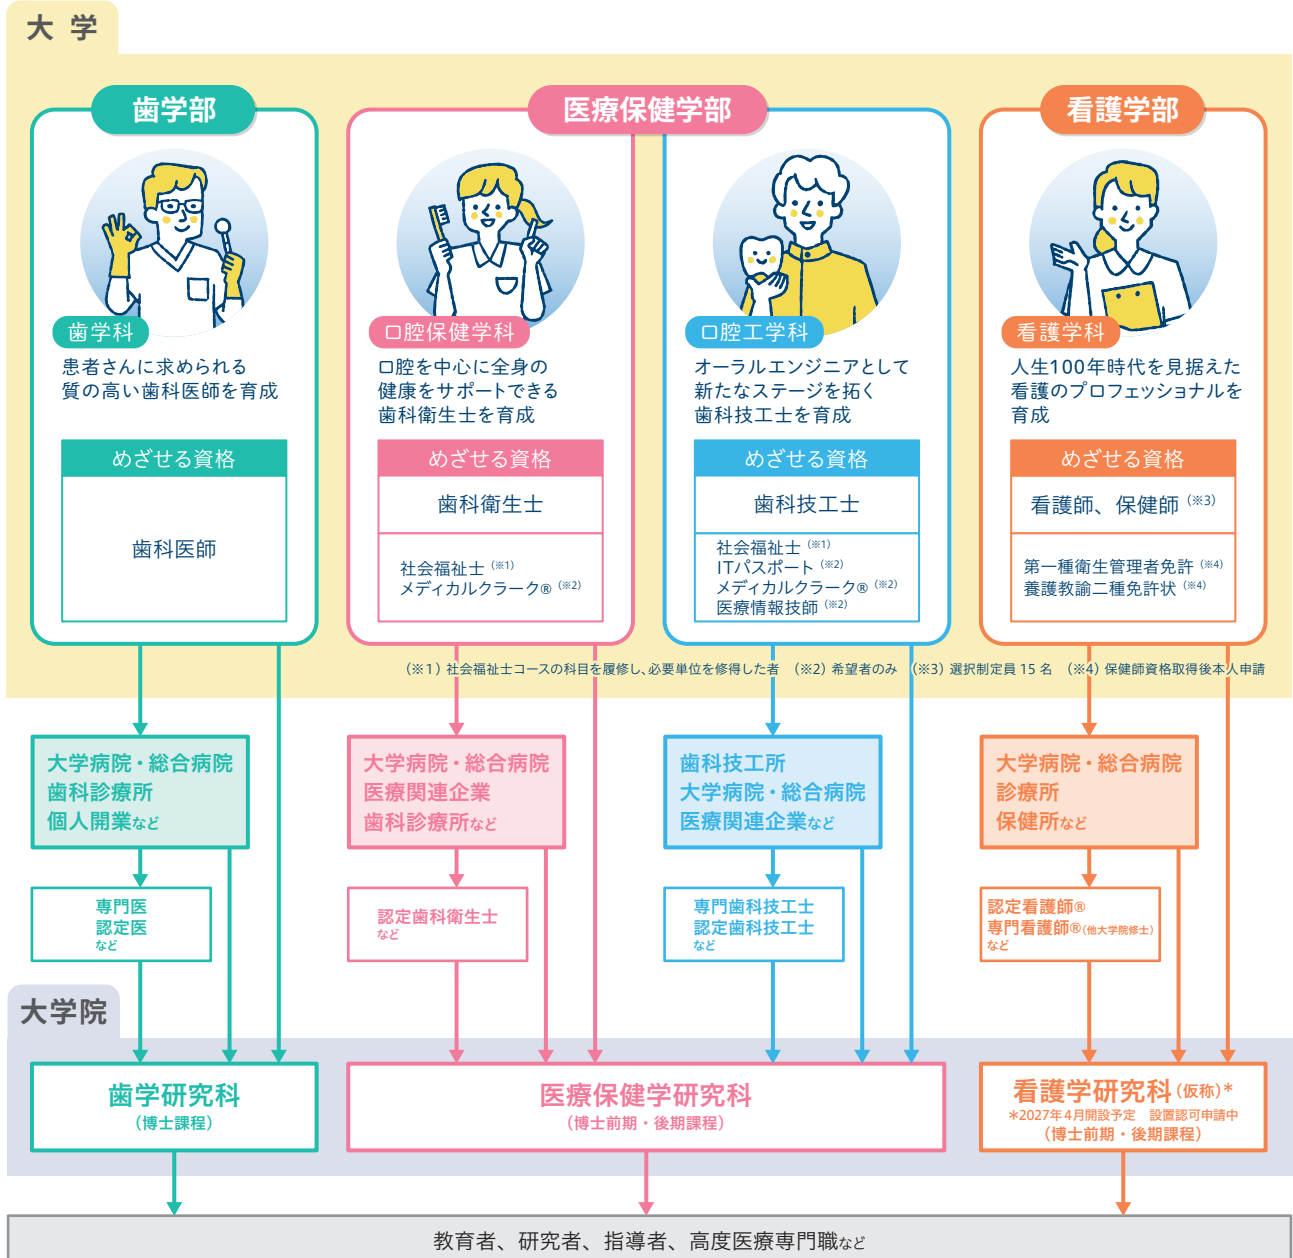 大学
歯学部
歯学科
患者さんに求められる
質の高い歯科医師を育成
めざせる資格
歯科医師
医療保健学部
口腔保健学科
口腔を中心に全身の
健康をサポートできる
歯科衛生士を育成
めざせる資格
歯科衛生士
社会福祉士（※1）
メディカルクラーク®（※2）
口腔工学科
オーラルエンジニアとして
新たなステージを拓く
歯科技工士を育成
めざせる資格
歯科技工士
社会福祉士（※1）
ITパスポート（※2）
メディカルクラーク®（※2）
医療情報技師（※2）
看護学部
看護学科
人生100年時代を見据えた
看護のプロフェッショナルを
育成
めざせる資格
看護師、保健師（※3）
第一種衛生管理者免許（※4）
養護教諭二種免許状（※4）
（※1）社会福祉士コースの科目を履修し、必要単位を修得した者　（※2）希望者のみ　（※3）選択制定員 15 名　（※4）保健師資格取得後本人申請
大学病院・総合病院
歯科診療所
個人開業など
大学病院・総合病院
医療関連企業
歯科診療所など
歯科技工所
大学病院・総合病院
医療関連企業など
大学病院・総合病院
診療所
保健所など
専門医
認定医
など
認定歯科衛生士
など
専門歯科技工士
認定歯科技工士
など
認定看護師®
専門看護師®（他大学院修士）
など
大学院
歯学研究科
（博士課程）
医療保健学研究科
（博士前期・後期課程）
看護学研究科（仮称）＊
＊2027年4月開設予定　設置認可申請中
（博士前期・後期課程）
教育者、研究者、指導者、高度医療専門職など